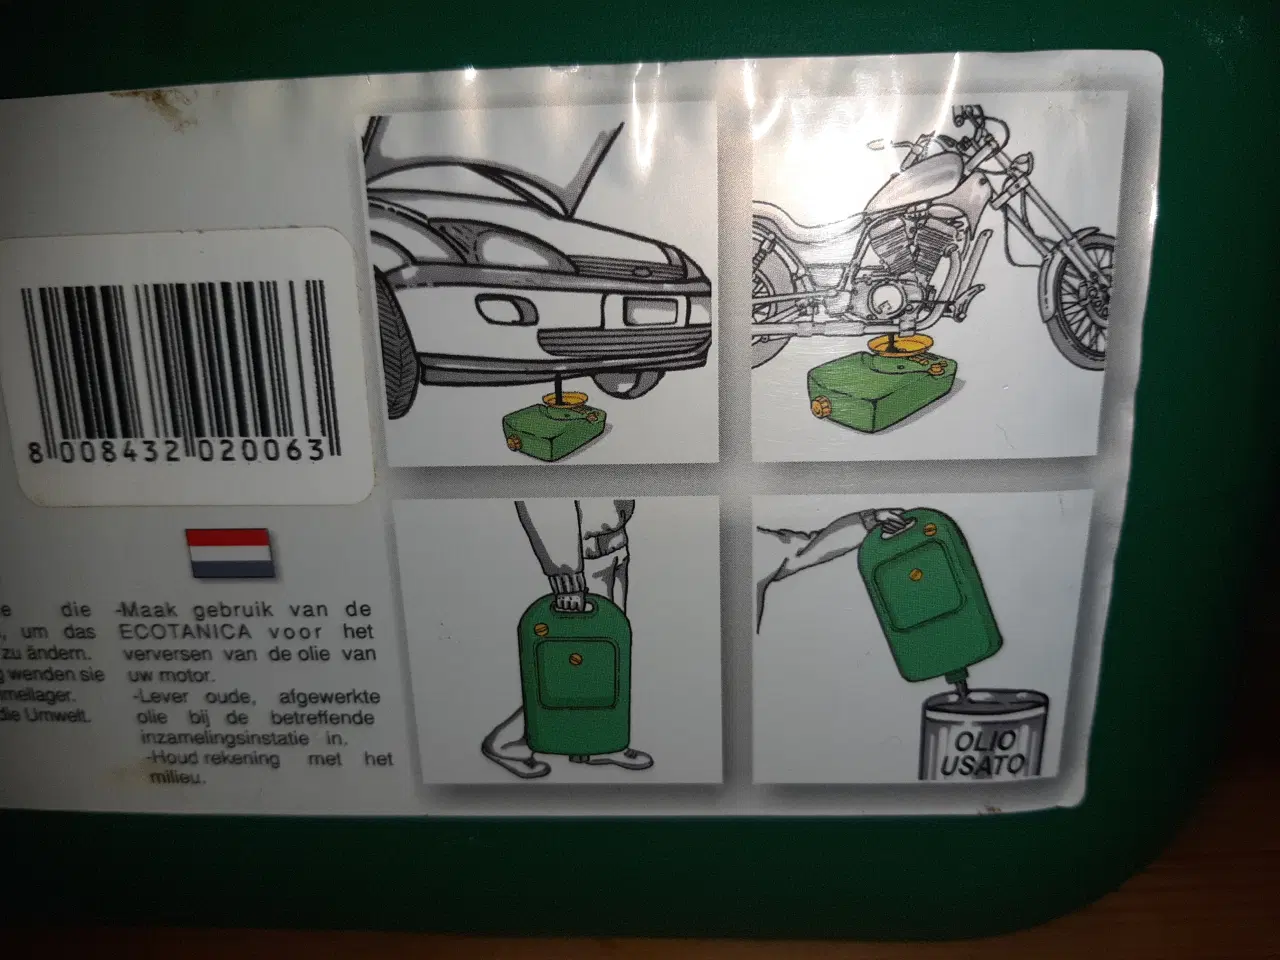 8 008432 020063
e die
, um das
zu ändern.
g wenden sie
mellager.
die Umwelt.
-Maak gebruik van de
ECOTANICA voor het
verversen van de olie van
uw motor.
-Lever oude, afgewerkte
olie bij de betreffende
inzamelingsinstatie in.
-Houd rekening met het
milieu.
OLIO
USATO